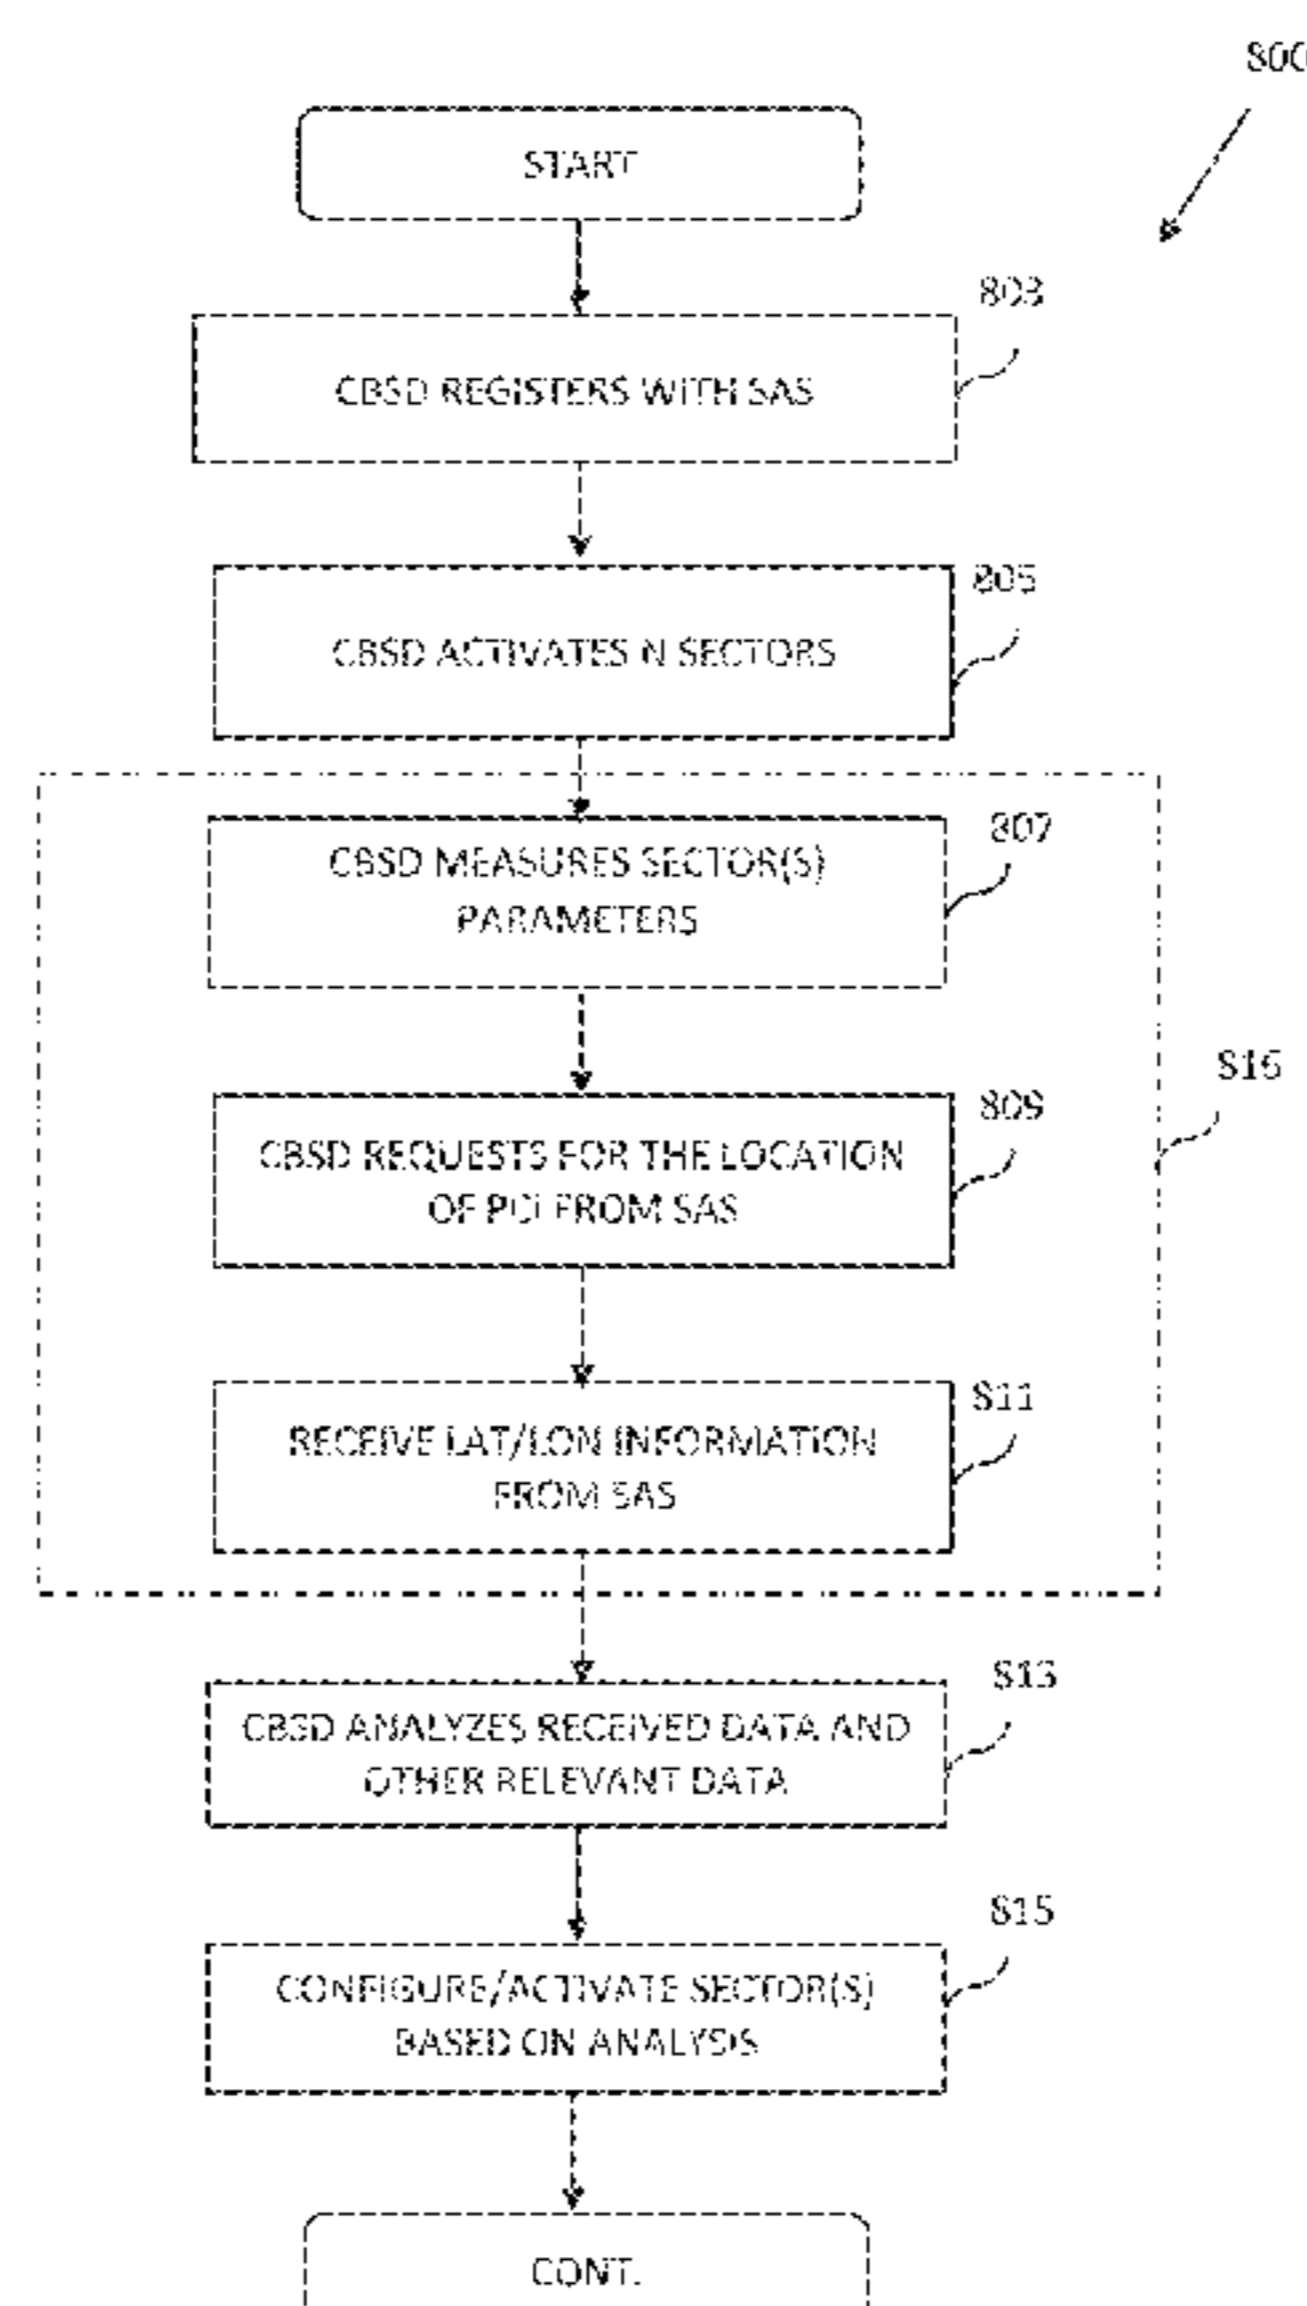 800
START
803
CBSD REGISTERS WITH SAS
805
CBSD ACTIVATES N SECTORS
807
CBSD MEASURES SECTOR(S)
PARAMETERS
816
809
CBSD REQUESTS FOR THE LOCATION
OF PCI FROM SAS
811
RECEIVE LAT/LON INFORMATION
FROM SAS
813
CBSD ANALYZES RECEIVED DATA AND
OTHER RELEVANT DATA
815
CONFIGURE/ACTIVATE SECTOR(S)
BASED ON ANALYSIS
CONT.